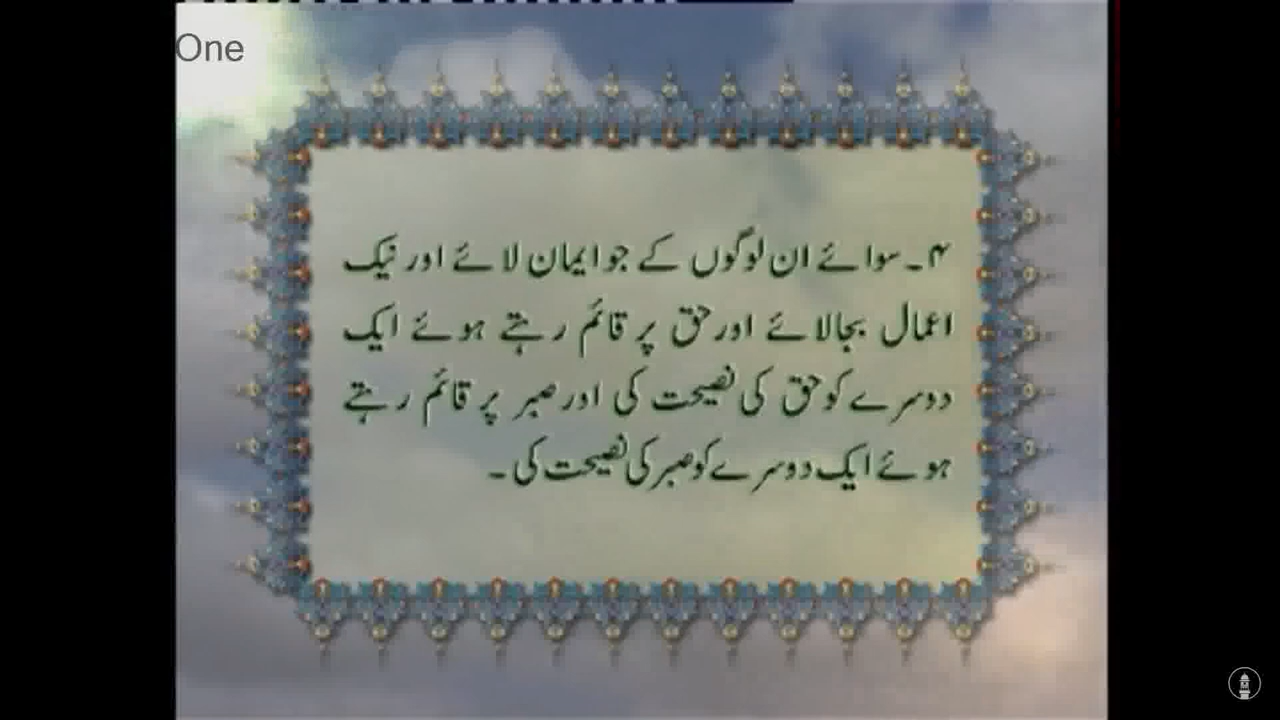 One
۴۔ سوائے ان لوگوں کے جو ایمان لائے اور نیک
اعمال بجالائے اور حق پر قائم رہتے ہوئے ایک
دوسرے کو حق کی نصیحت کی اور صبر پر قائم رہتے
ہوئے ایک دوسرے کو صبر کی نصیحت کی۔